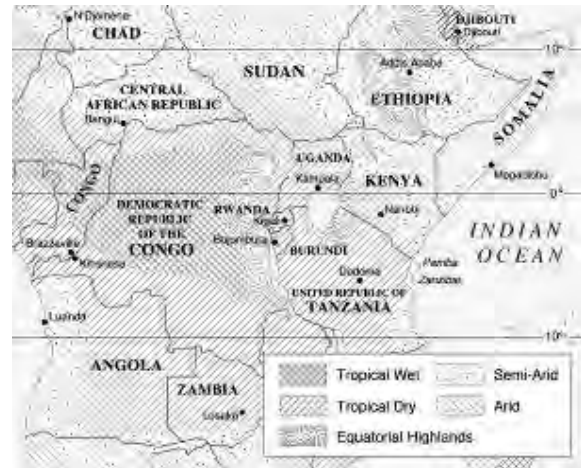 N'Djamena
CHAD
DJIBOUTI
Djibouti
10°
SUDAN
Addis Ababa
ETHIOPIA
SOMALIA
CENTRAL
AFRICAN REPUBLIC
Bangui
UGANDA
Kampala
KENYA
Mogadishu
0°
CONGO
DEMOCRATIC
REPUBLIC
OF THE
CONGO
RWANDA
Kigali
Nairobi
INDIAN
OCEAN
Brazzaville
Kinshasa
Bujumbura
BURUNDI
Dodoma
Pemba
Zanzibar
UNITED REPUBLIC OF
TANZANIA
Luanda
10°
ANGOLA
ZAMBIA
Lusaka
Tropical Wet
Semi-Arid
Tropical Dry
Arid
Equatorial Highlands